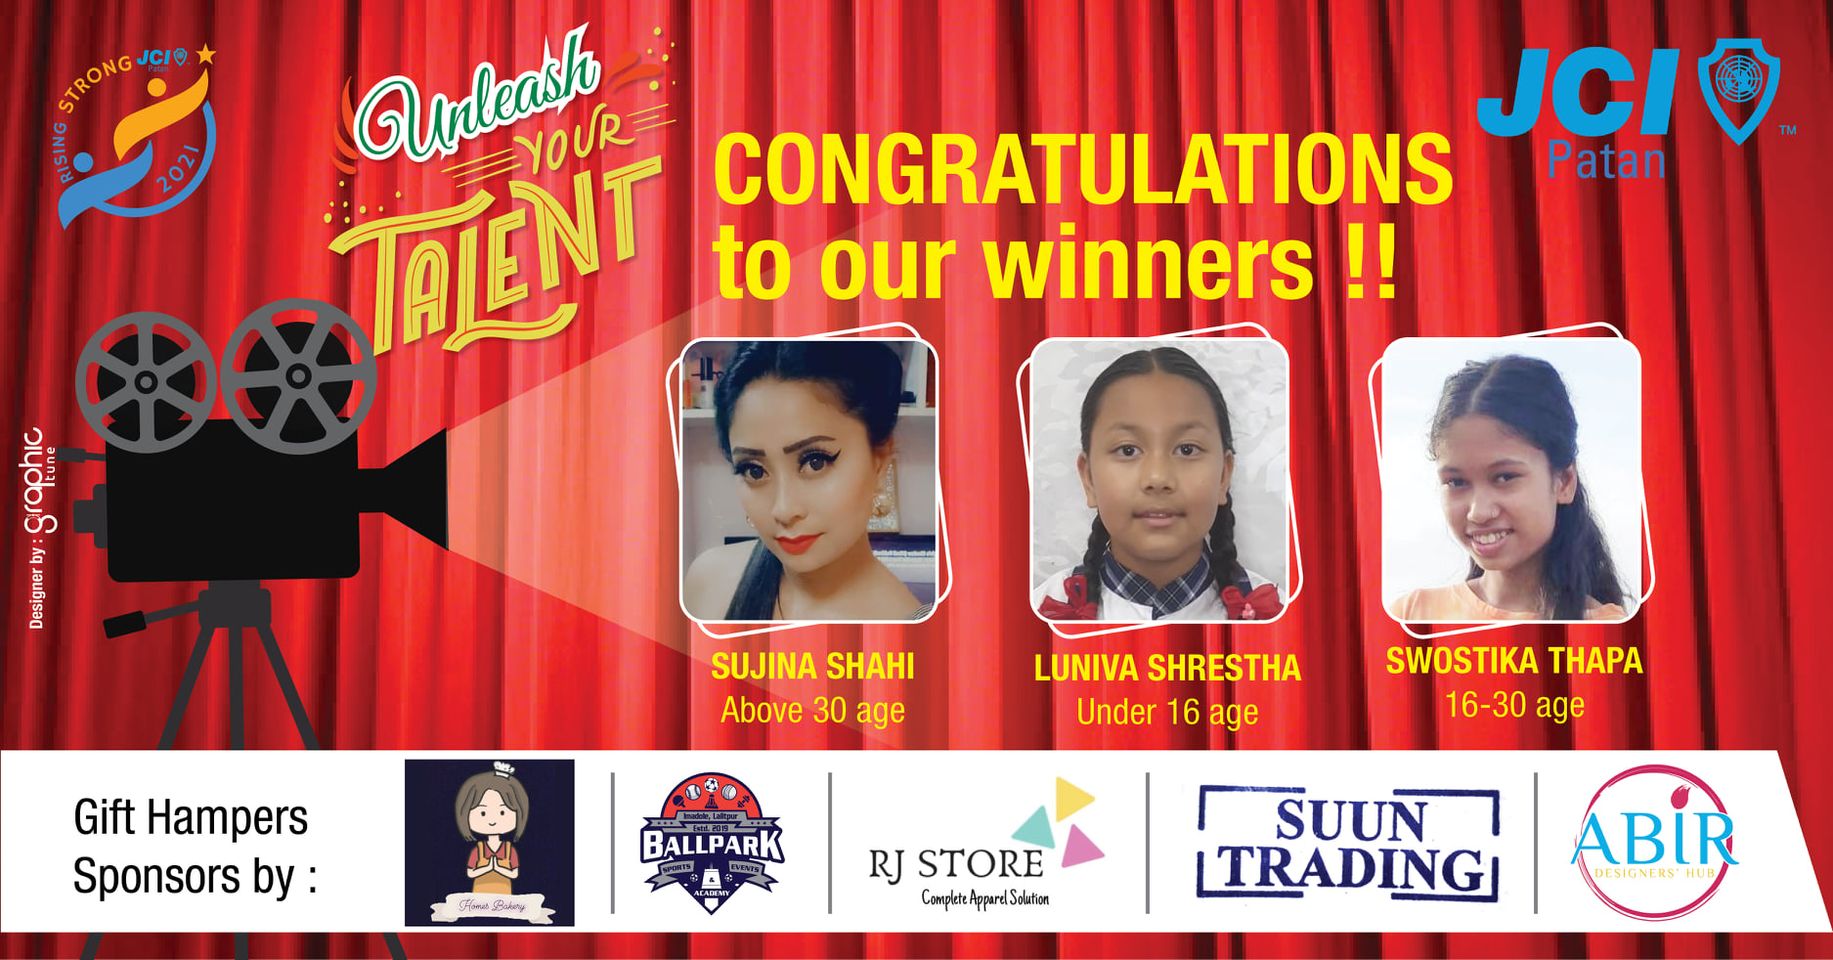 RISING STRONG
JCI
Patan
2021
Unleash
YOUR
TALENT
CONGRATULATIONS
to our winners !!
JCI
™
Patan
Designer by : graphic
tune
SUJINA SHAHI
Above 30 age
LUNIVA SHRESTHA
Under 16 age
SWOSTIKA THAPA
16-30 age
Gift Hampers
Sponsors by :
Homes Bakery
Imadole, Lalitpur
Estd. 2019
BALLPARK
SPORTS EVENTS
&
ACADEMY
RJ STORE
Complete Apparel Solution
SUUN
TRADING
ABIR
DESIGNERS' HUB